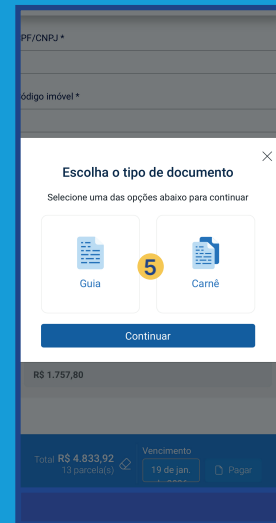 PF/CNPJ *
ódigo imóvel *
Escolha o tipo de documento
Selecione uma das opções abaixo para continuar
Guia
5
Carnê
Continuar
R$ 1.757,80
Total R$ 4.833,92
13 parcela(s)
Vencimento
19 de jan.
Pagar